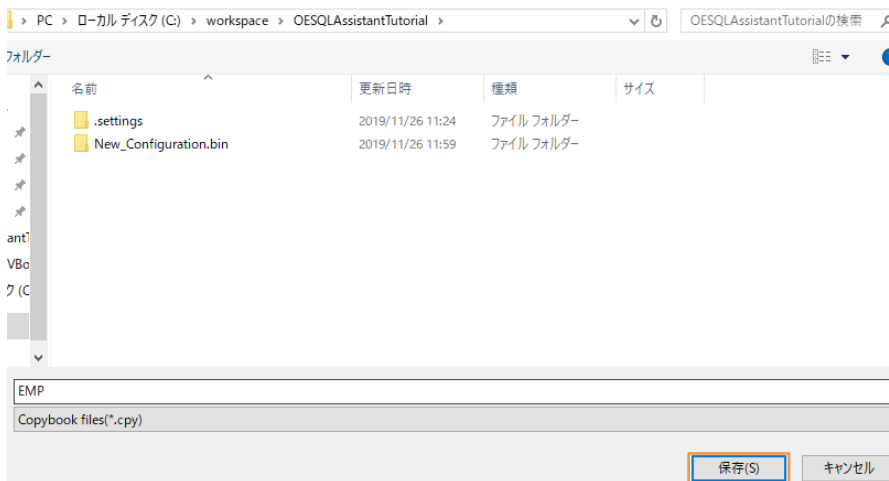 PC › ローカル ディスク (C:) › workspace › OESQLAssistantTutorial › OESQLAssistantTutorialの検索
フォルダー
名前 更新日時 種類 サイズ
.settings 2019/11/26 11:24 ファイル フォルダー
New_Configuration.bin 2019/11/26 11:59 ファイル フォルダー
EMP
Copybook files(*.cpy)
保存(S) キャンセル